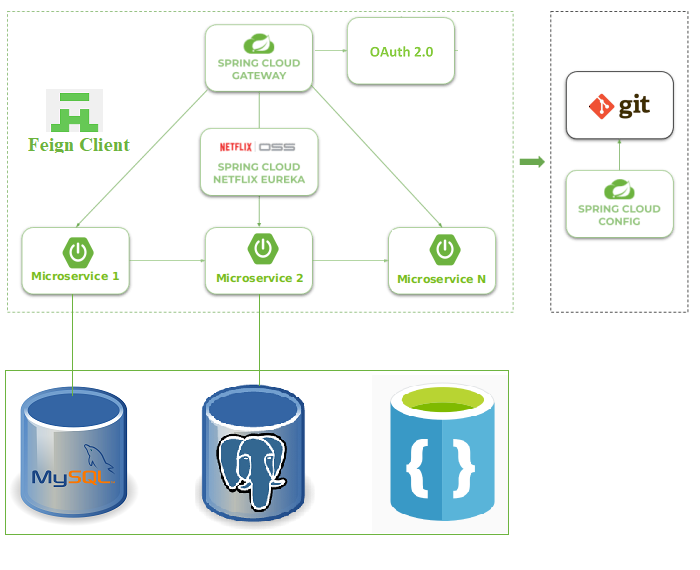 SPRING CLOUD
GATEWAY
OAuth 2.0
git
Feign Client
NETFLIX OSS
SPRING CLOUD
NETFLIX EUREKA
SPRING CLOUD
CONFIG
Microservice 1
Microservice 2
Microservice N
MySQL
{ }